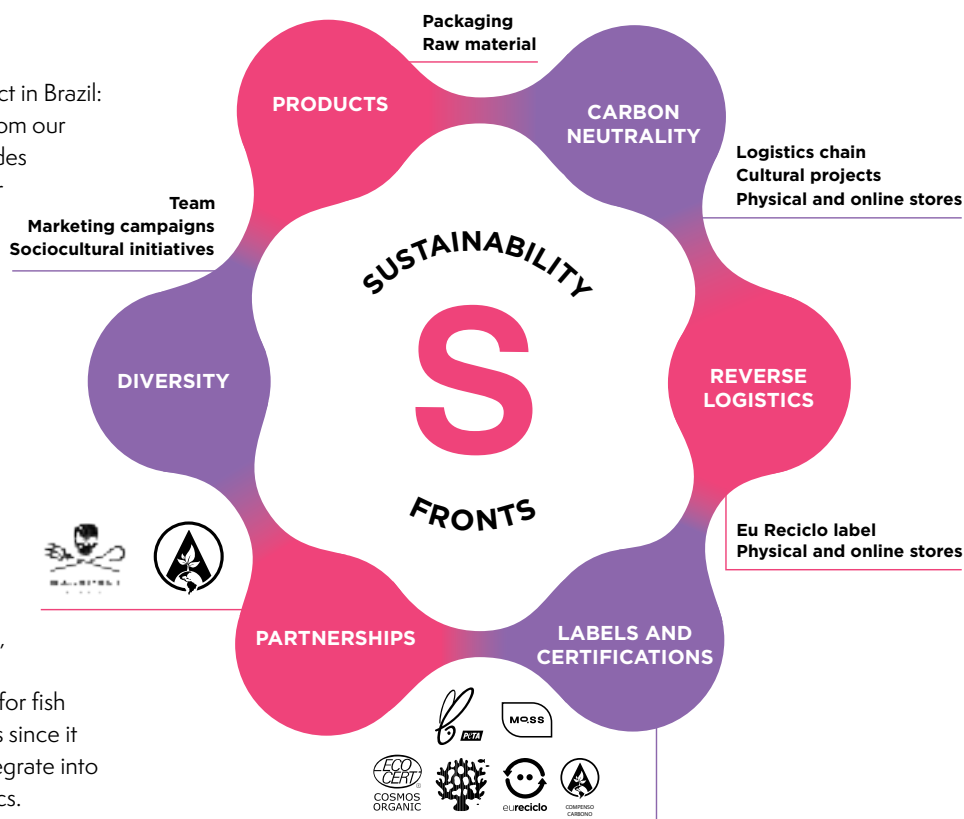 ct in Brazil:
om our
des
Packaging
Raw material
PRODUCTS
CARBON
NEUTRALITY
Logistics chain
Cultural projects
Physical and online stores
Team
Marketing campaigns
Sociocultural initiatives
SUSTAINABILITY
S
FRONTS
DIVERSITY
REVERSE
LOGISTICS
Eu Reciclo label
Physical and online stores
PARTNERSHIPS
LABELS AND
CERTIFICATIONS
for fish
s since it
egrate into
cs.
PETA
MOSS
ECO
CERT
COSMOS
ORGANIC
eureciclo
COMPENSO
CARBONO